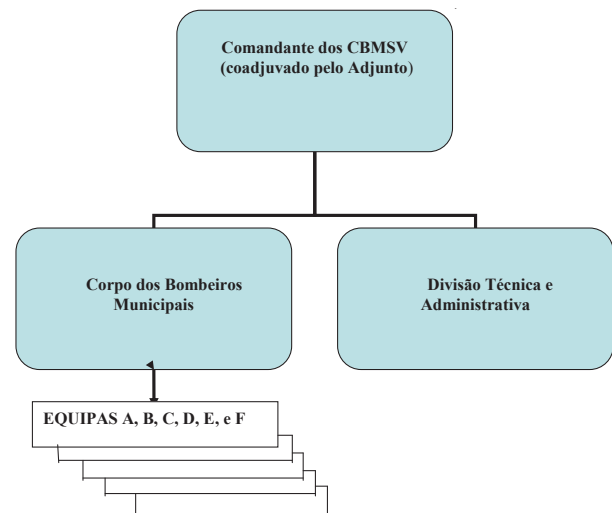 Comandante dos CBMSV
(coadjuvado pelo Adjunto)
Corpo dos Bombeiros
Municipais
Divisão Técnica e
Administrativa
EQUIPAS A, B, C, D, E, e F